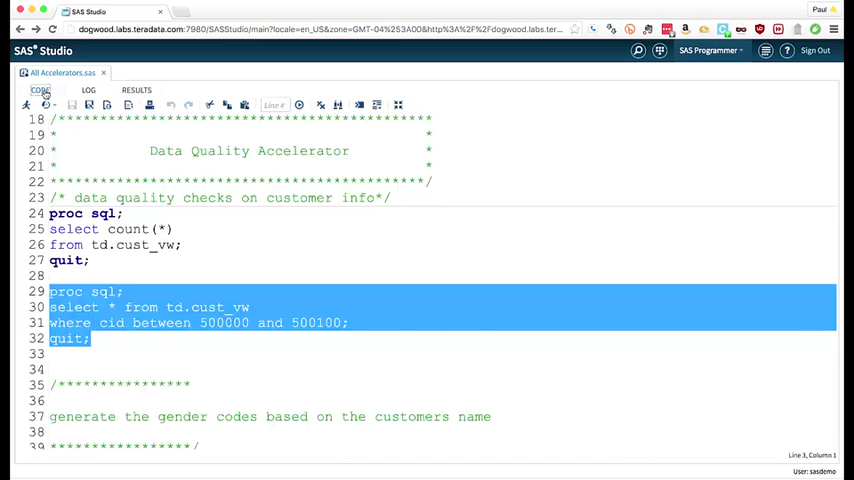 SAS Studio
Paul
dogwood.labs.teradata.com:7980/SASStudio/main?locale=en_US&zone=GMT-04%253A00&http%3A%2F%2Fdogwood.labs.teradata.com%3...
SAS® Studio
SAS Programmer
Sign Out
All Accelerators.sas
CODE
LOG
RESULTS
Line #
18 /*********************************************
19 * *
20 * Data Quality Accelerator *
21 * *
22 *********************************************/
23 /* data quality checks on customer info*/
24 proc sql;
25 select count(*)
26 from td.cust_vw;
27 quit;
28
29 proc sql;
30 select * from td.cust_vw
31 where cid between 500000 and 500100;
32 quit;
33
34
35 /****************
36
37 generate the gender codes based on the customers name
38
39 *****************/
Line 3, Column 1
User: sasdemo